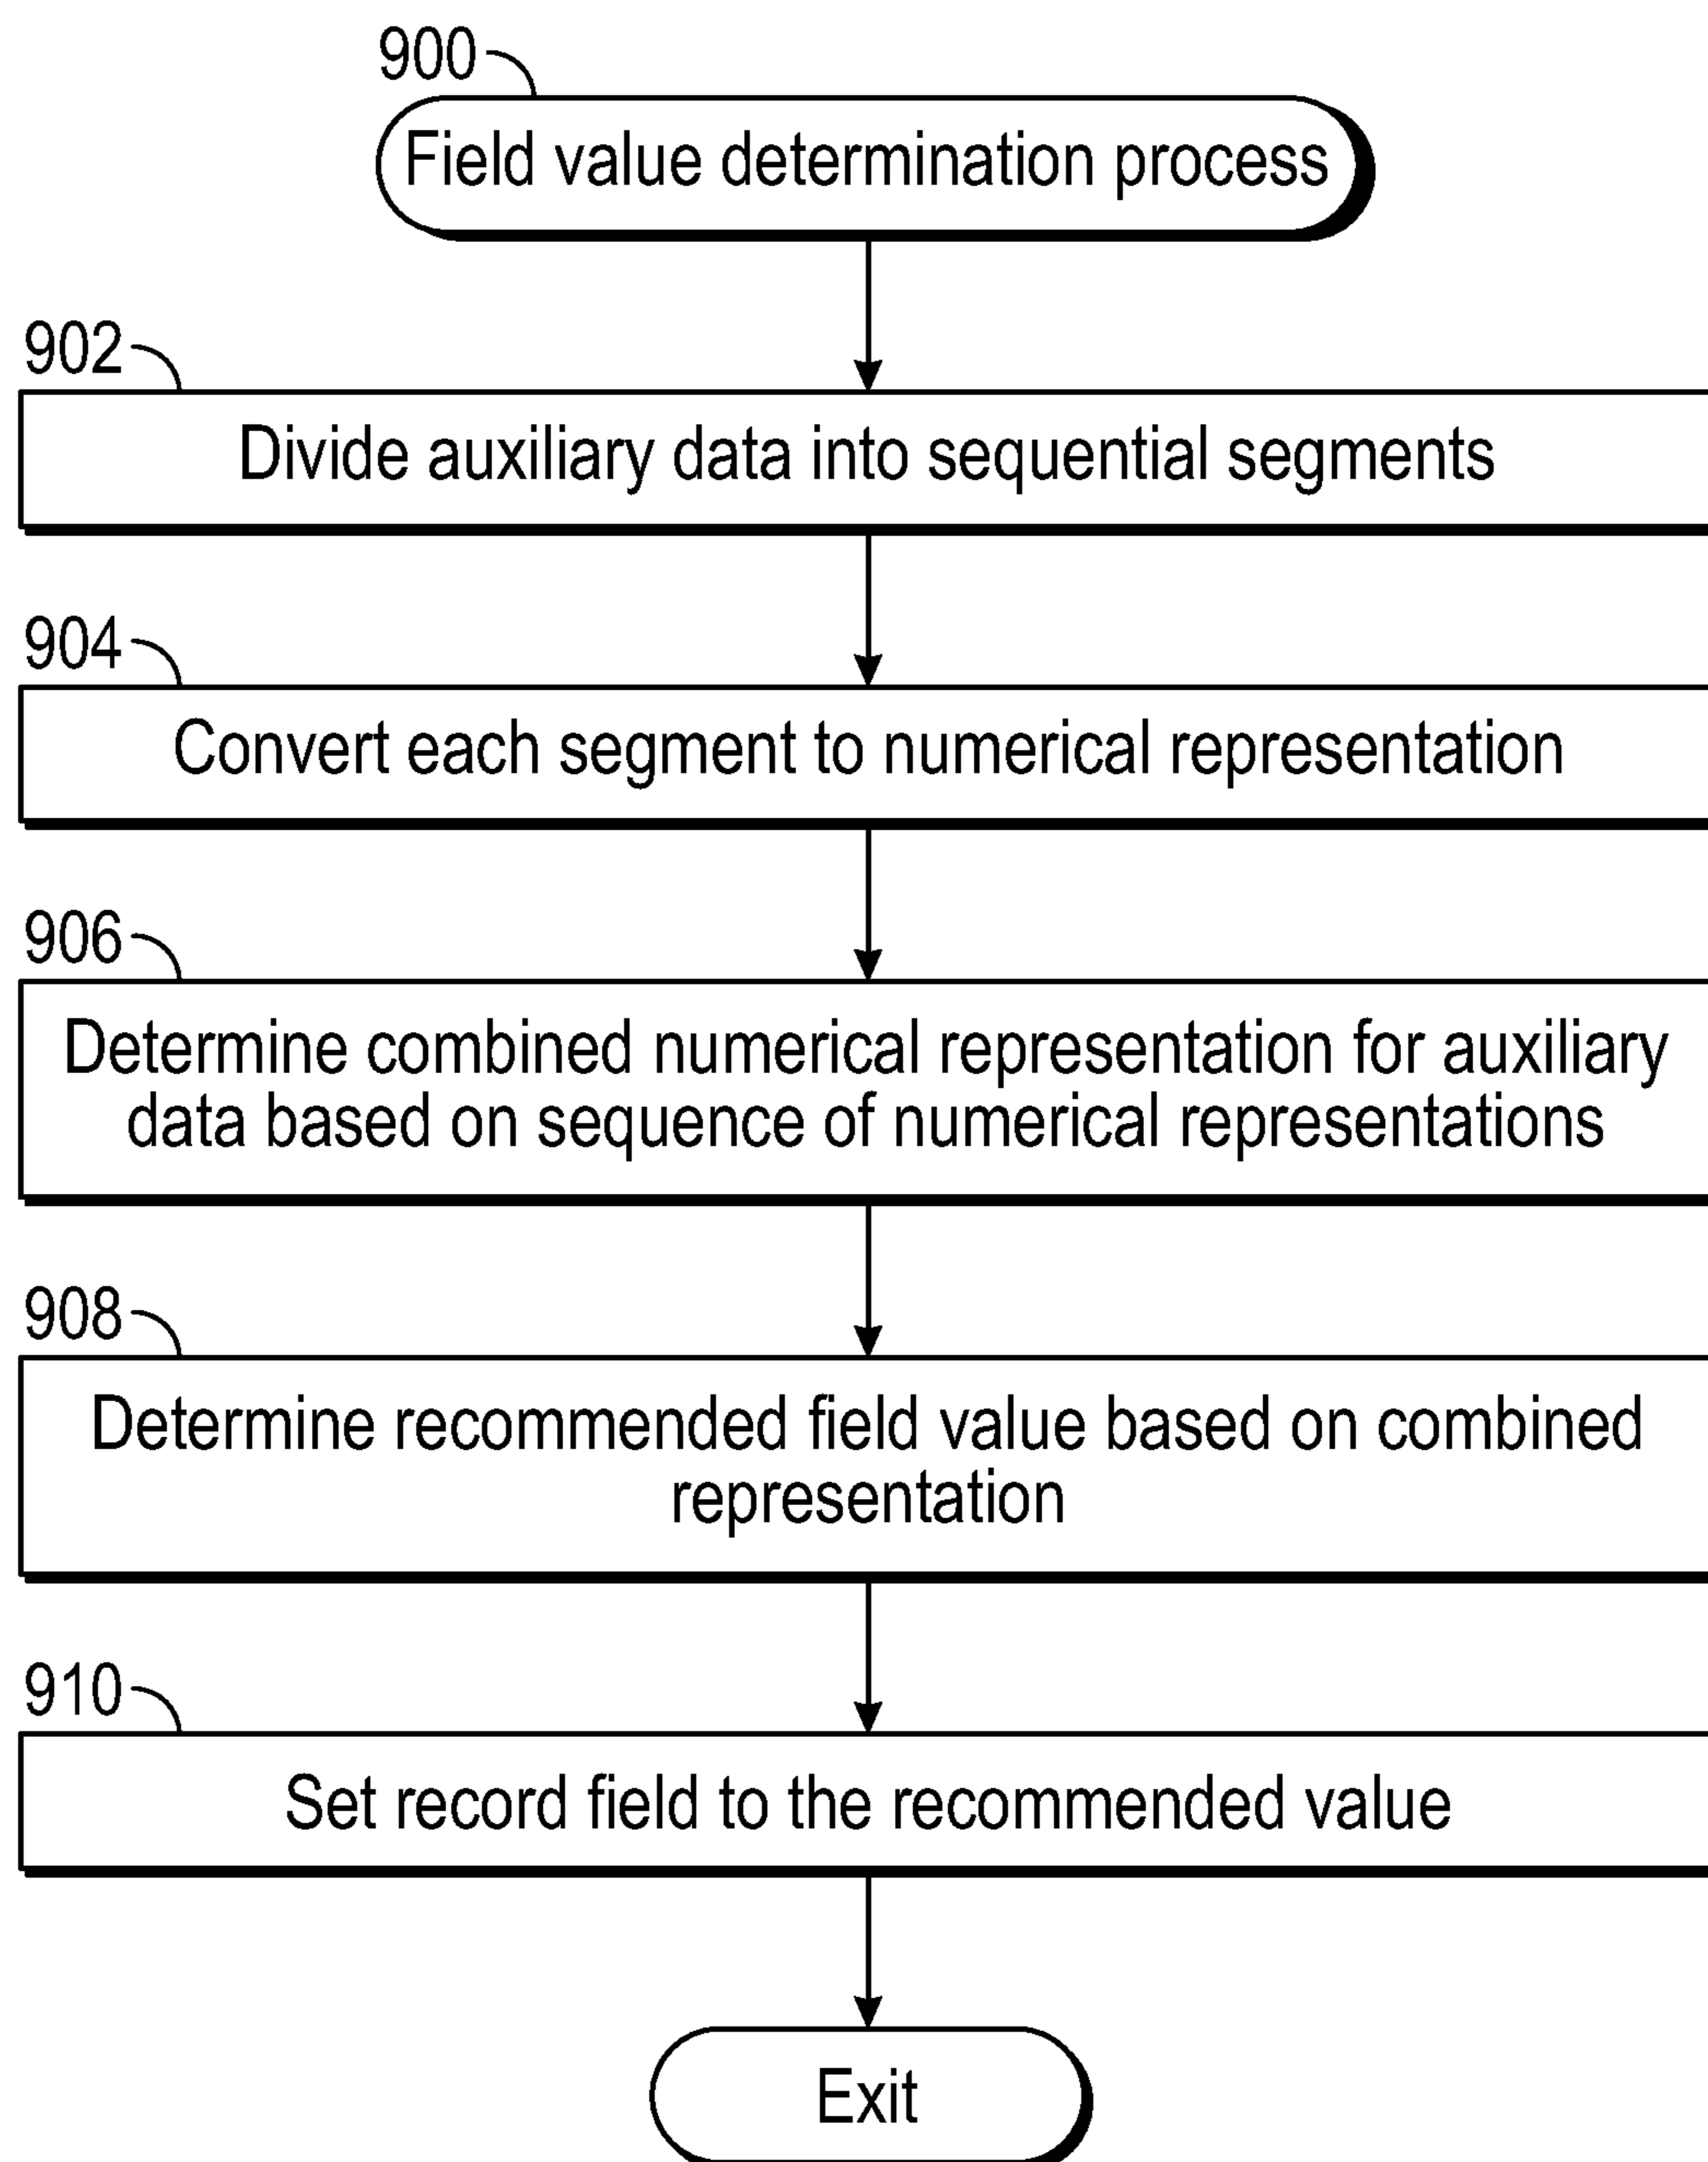 900
Field value determination process
902
Divide auxiliary data into sequential segments
904
Convert each segment to numerical representation
906
Determine combined numerical representation for auxiliary
data based on sequence of numerical representations
908
Determine recommended field value based on combined
representation
910
Set record field to the recommended value
Exit